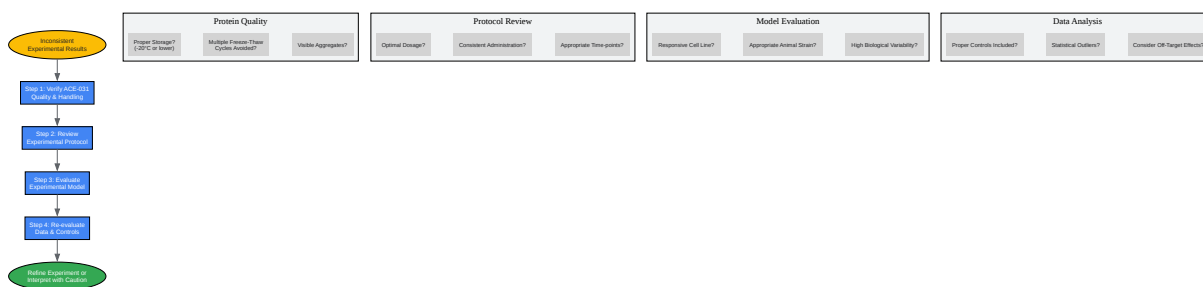 Inconsistent
Experimental Results
Step 1: Verify ACE-031
Quality & Handling
Step 2: Review
Experimental Protocol
Step 3: Evaluate
Experimental Model
Step 4: Re-evaluate
Data & Controls
Refine Experiment or
Interpret with Caution
Protein Quality
Proper Storage?
(-20°C or lower)
Multiple Freeze-Thaw
Cycles Avoided?
Visible Aggregates?
Protocol Review
Optimal Dosage?
Consistent Administration?
Appropriate Time-points?
Model Evaluation
Responsive Cell Line?
Appropriate Animal Strain?
High Biological Variability?
Data Analysis
Proper Controls Included?
Statistical Outliers?
Consider Off-Target Effects?